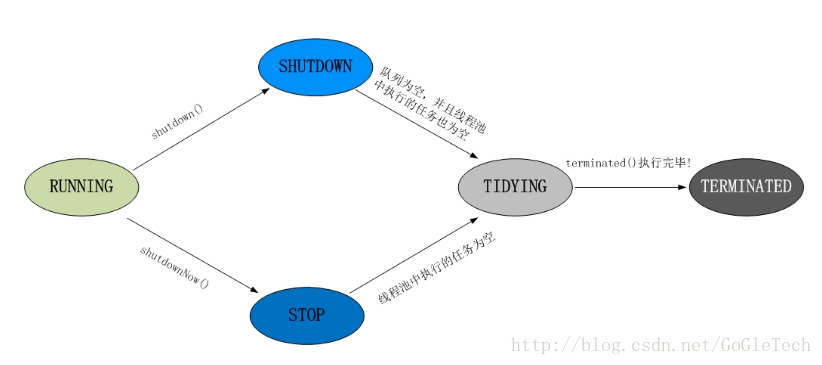 SHUTDOWN
队列为空，并且线程池
中执行的任务也为空
shutdown()
RUNNING
TIDYING
terminated()执行完毕!
TERMINATED
shutdownNow()
线程池中执行的任务为空
STOP
http://blog.csdn.net/GoGleTech